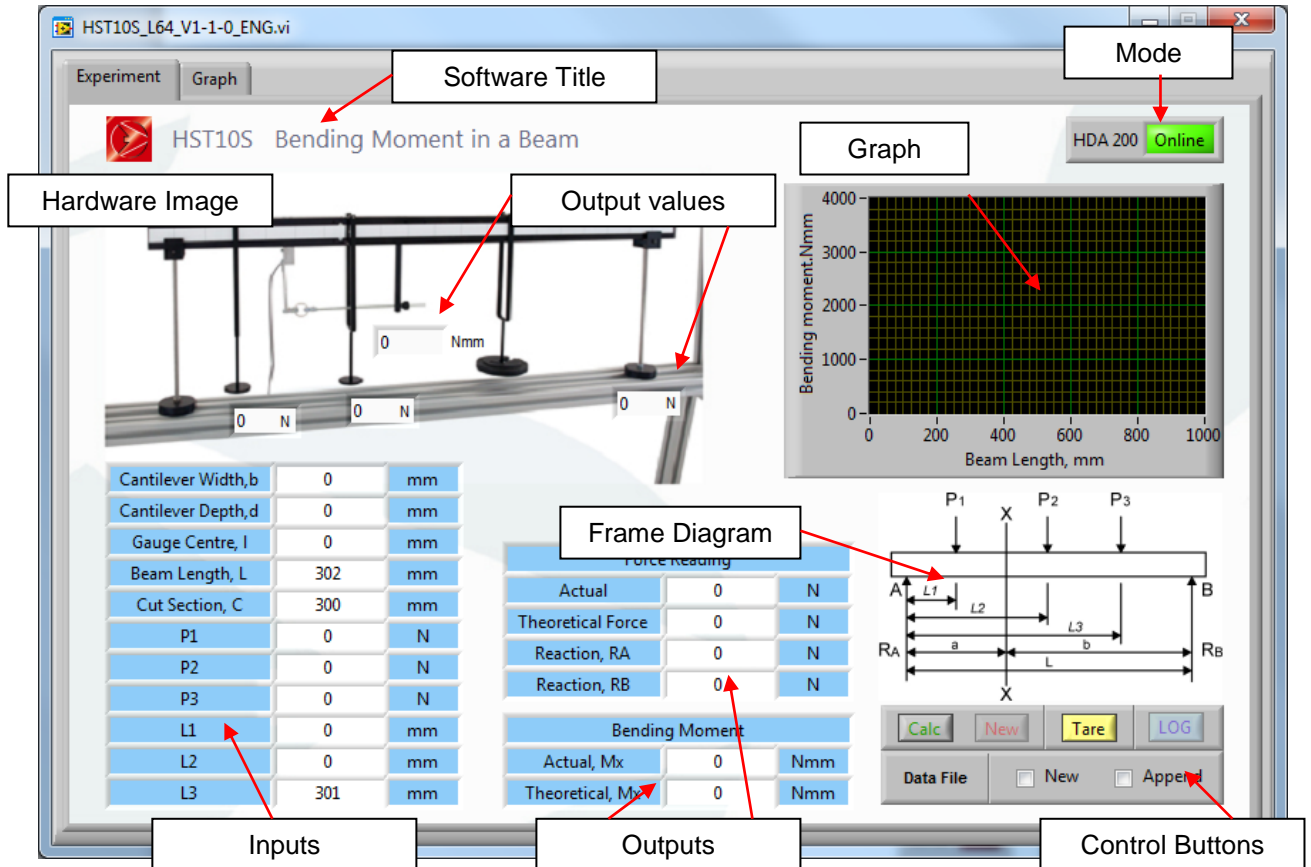 HST10S_L64_V1-1-0_ENG.vi
Mode
Experiment
Graph
Software Title
HST10S Bending Moment in a Beam
HDA 200
Online
Graph
Hardware Image
Output values
0 Nmm
0 N
0 N
0 N
4000
3000
2000
1000
0
Bending moment.Nmm
0 200 400 600 800 1000
Beam Length, mm
Cantilever Width,b 0 mm
Cantilever Depth,d 0 mm
Gauge Centre, l 0 mm
Beam Length, L 302 mm
Cut Section, C 300 mm
P1 0 N
P2 0 N
P3 0 N
L1 0 mm
L2 0 mm
L3 301 mm
Frame Diagram
Force Reading
Actual 0 N
Theoretical Force 0 N
Reaction, RA 0 N
Reaction, RB 0 N
Bending Moment
Actual, Mx 0 Nmm
Theoretical, Mx 0 Nmm
P1 X P2 P3
A L1 B
L2
L3
RA a b RB
L
X
Calc New Tare LOG
Data File New Append
Inputs
Outputs
Control Buttons